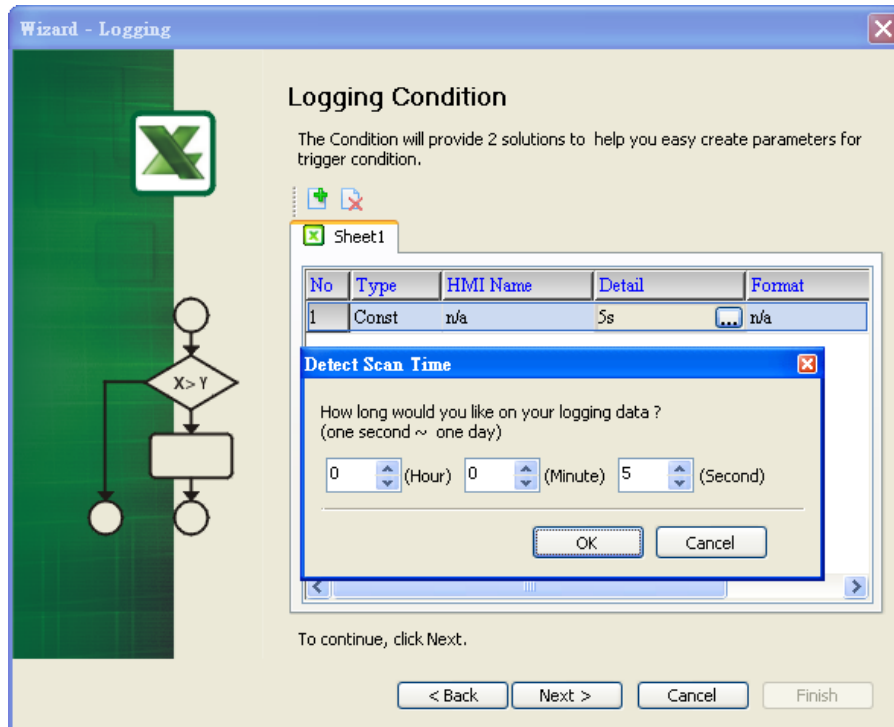 Wizard - Logging
Logging Condition
The Condition will provide 2 solutions to help you easy create parameters for
trigger condition.
Sheet1
No Type HMI Name Detail Format
1 Const n/a 5s ... n/a
Detect Scan Time
How long would you like on your logging data ?
(one second ~ one day)
0 (Hour) 0 (Minute) 5 (Second)
OK Cancel
X> Y
To continue, click Next.
< Back Next > Cancel Finish